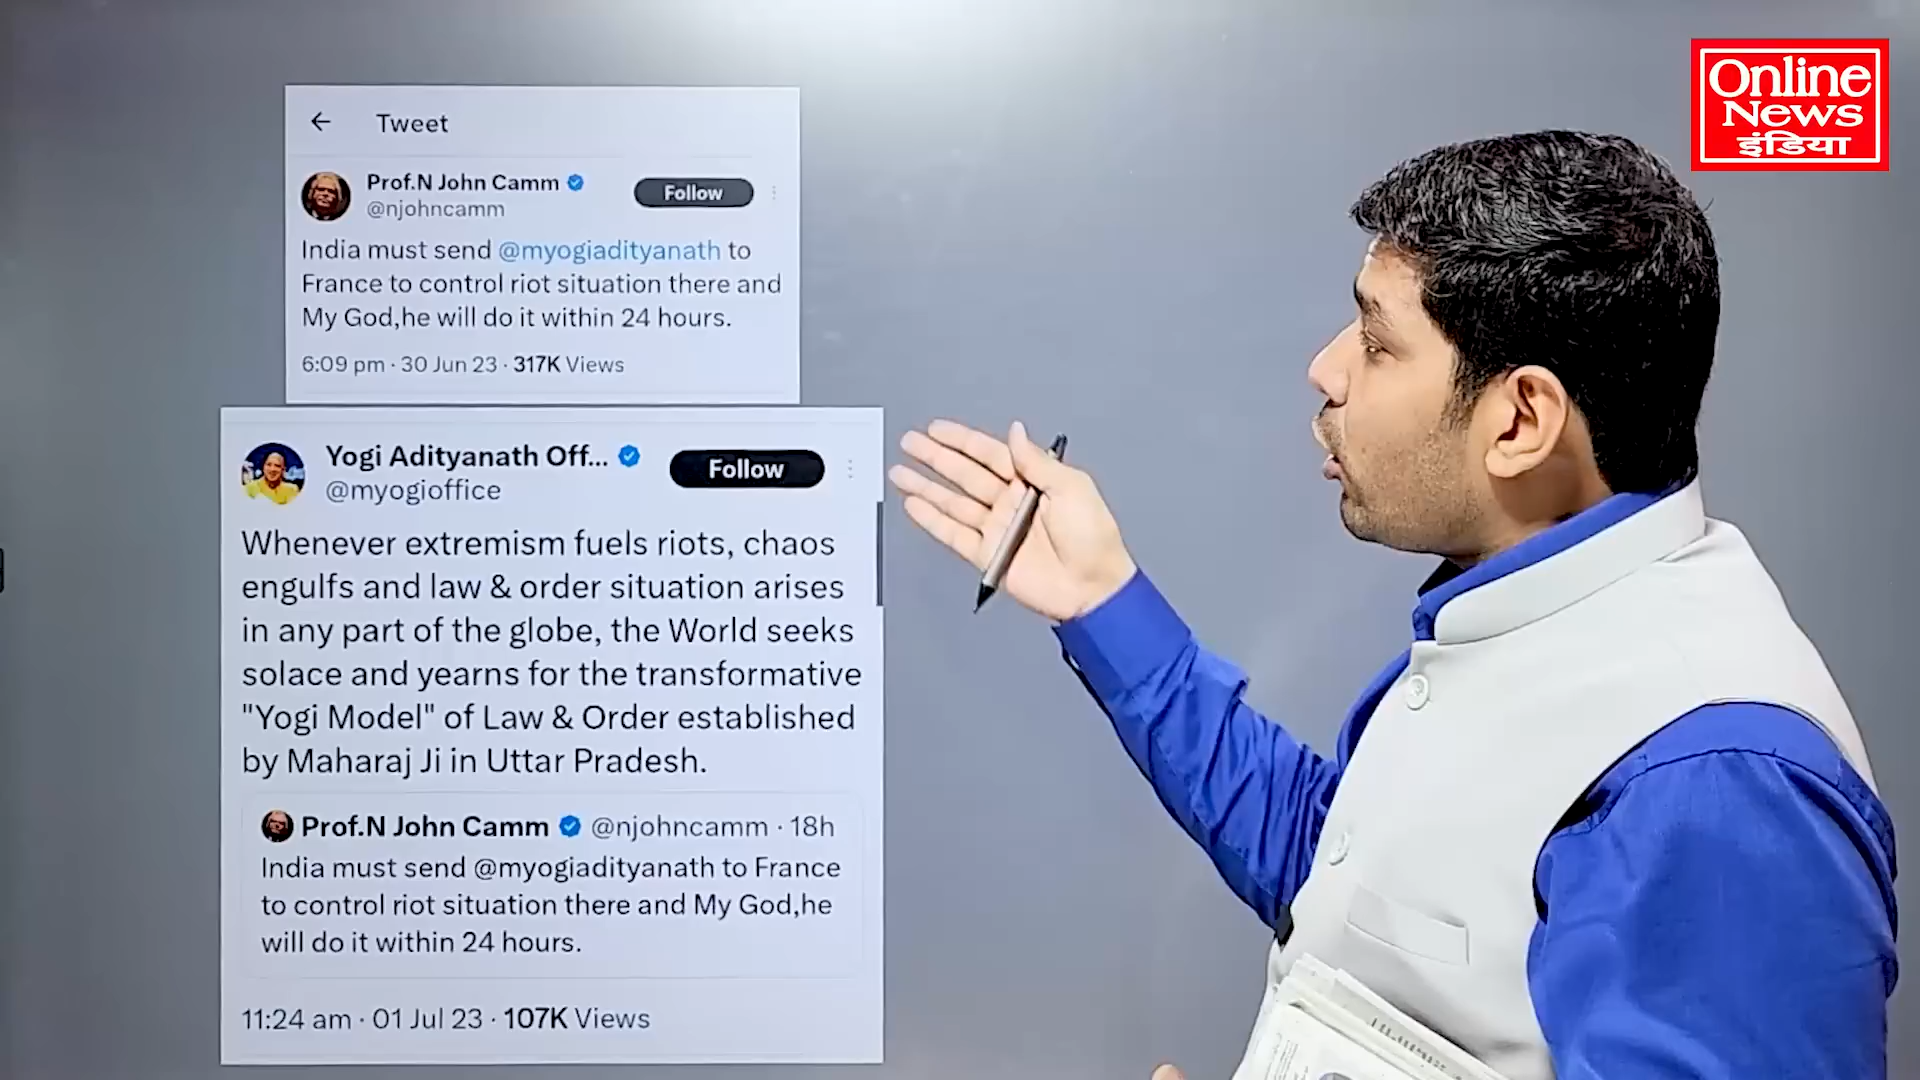 Online
News
इंडिया
Tweet
Prof.N John Camm
Follow
@njohncamm
India must send @myogiadityanath to
France to control riot situation there and
My God,he will do it within 24 hours.
6:09 pm · 30 Jun 23 · 317K Views
Yogi Adityanath Off...
Follow
@myogioffice
Whenever extremism fuels riots, chaos
engulfs and law & order situation arises
in any part of the globe, the World seeks
solace and yearns for the transformative
"Yogi Model" of Law & Order established
by Maharaj Ji in Uttar Pradesh.
Prof.N John Camm @njohncamm · 18h
India must send @myogiadityanath to France
to control riot situation there and My God,he
will do it within 24 hours.
11:24 am · 01 Jul 23 · 107K Views